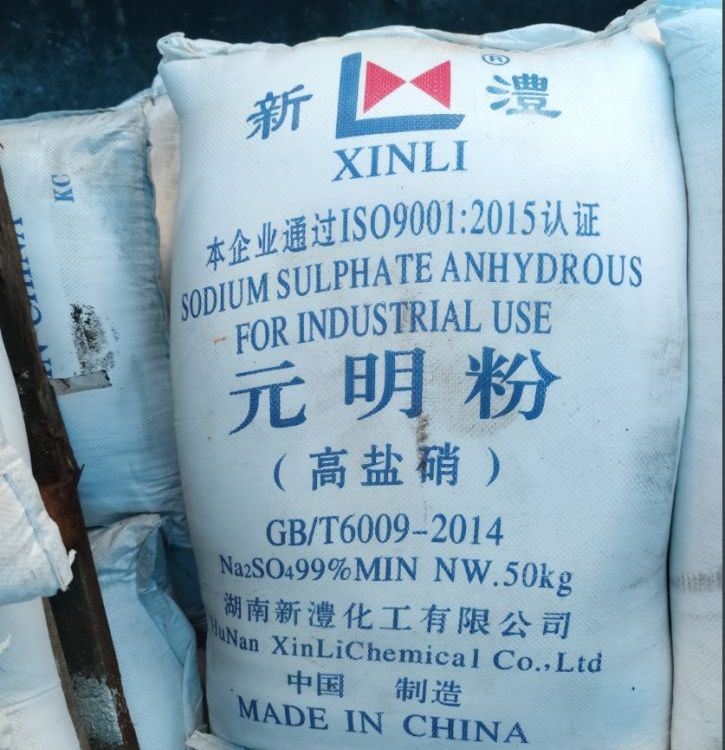 新 澧 ®
XINLI
本企业通过ISO9001:2015认证
SODIUM SULPHATE ANHYDROUS
FOR INDUSTRIAL USE
元明粉
(高盐硝)
GB/T6009-2014
Na₂SO₄99%MIN NW.50kg
湖南新澧化工有限公司
HuNan XinLiChemical Co.,Ltd
中国 制造
MADE IN CHINA
KC
CHINA